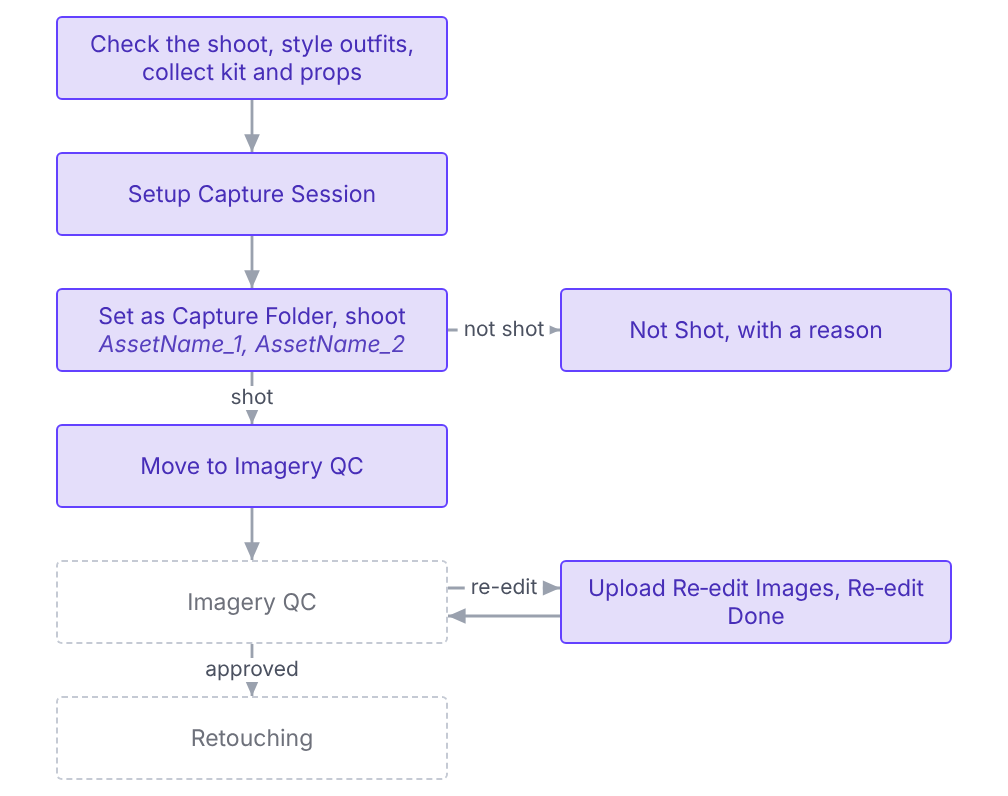 Check the shoot, style outfits,
collect kit and props
Setup Capture Session
Set as Capture Folder, shoot
AssetName_1, AssetName_2
not shot
Not Shot, with a reason
shot
Move to Imagery QC
Imagery QC
re-edit
Upload Re-edit Images, Re-edit
Done
approved
Retouching